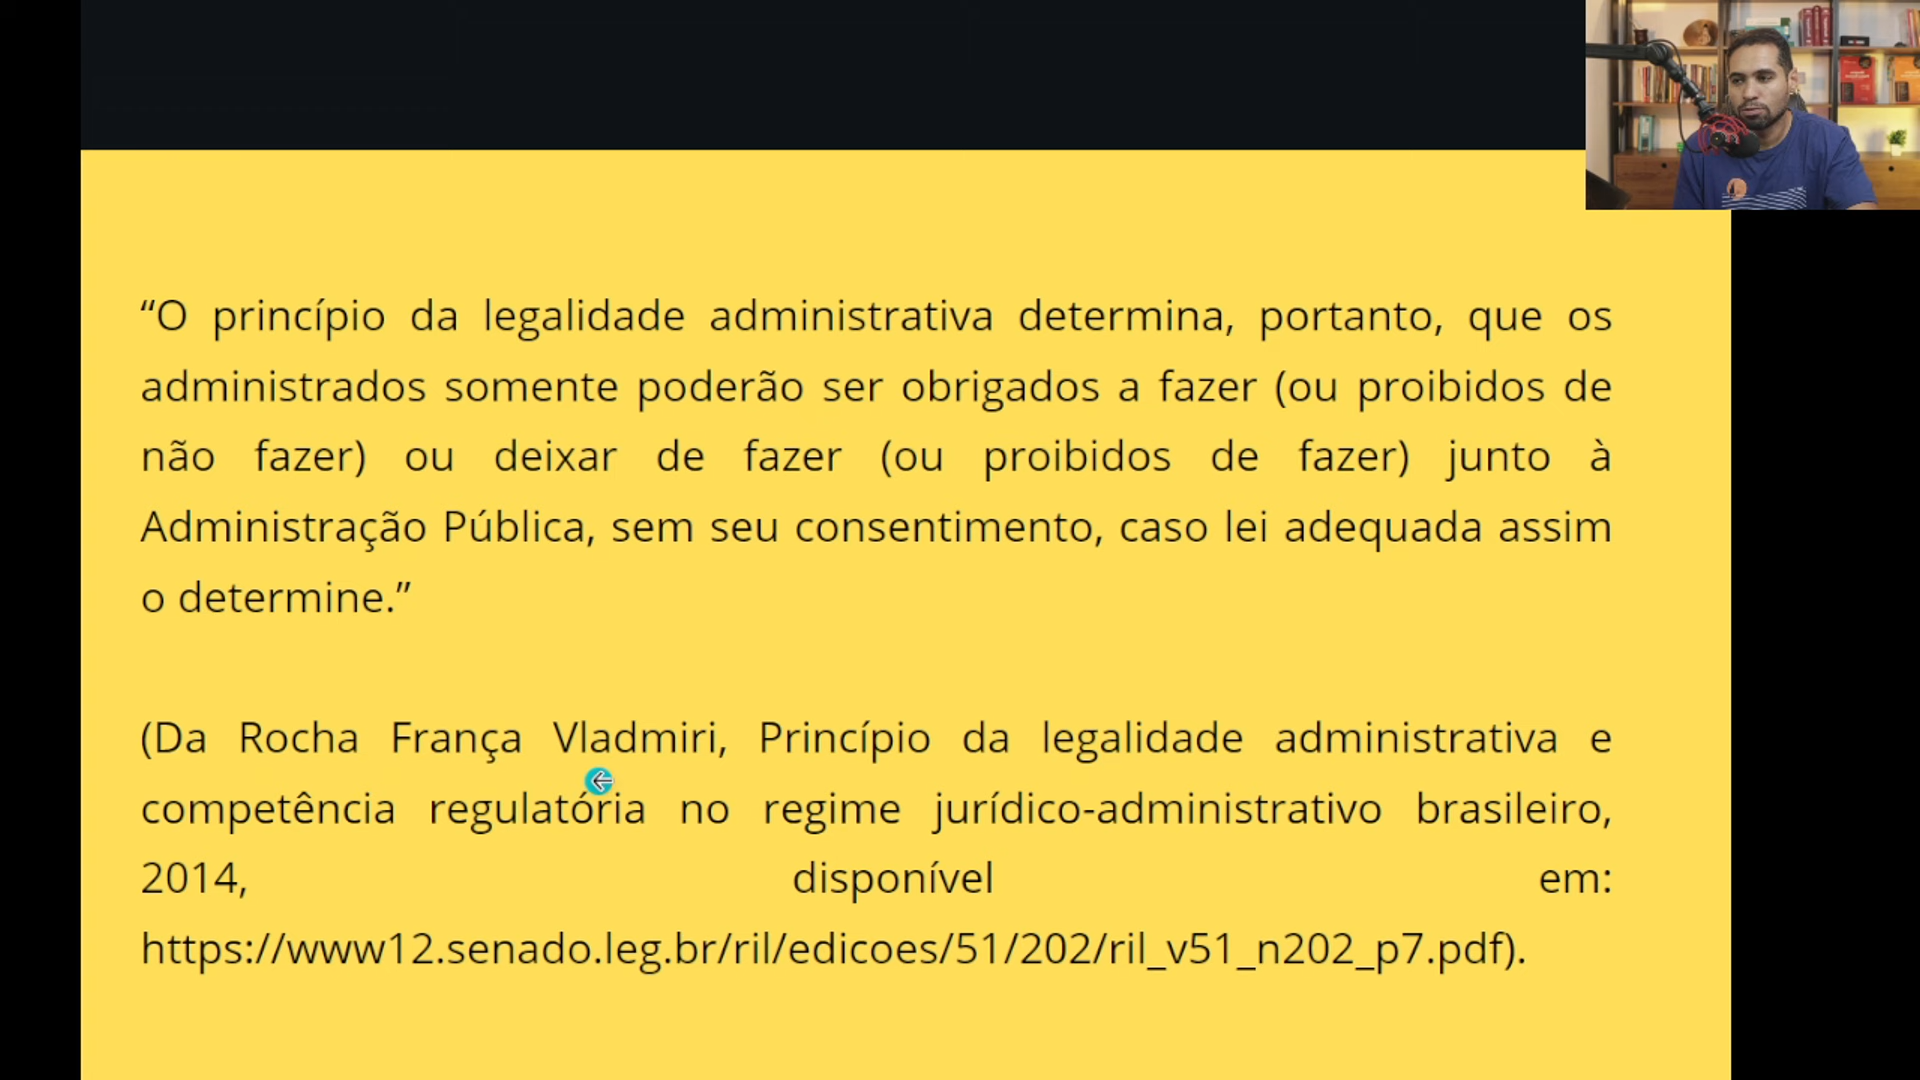 “O princípio da legalidade administrativa determina, portanto, que os
administrados somente poderão ser obrigados a fazer (ou proibidos de
não fazer) ou deixar de fazer (ou proibidos de fazer) junto à
Administração Pública, sem seu consentimento, caso lei adequada assim
o determine.”
(Da Rocha França Vladmiri, Princípio da legalidade administrativa e
competência regulatória no regime jurídico-administrativo brasileiro,
2014, disponível em:
https://www12.senado.leg.br/ril/edicoes/51/202/ril_v51_n202_p7.pdf).